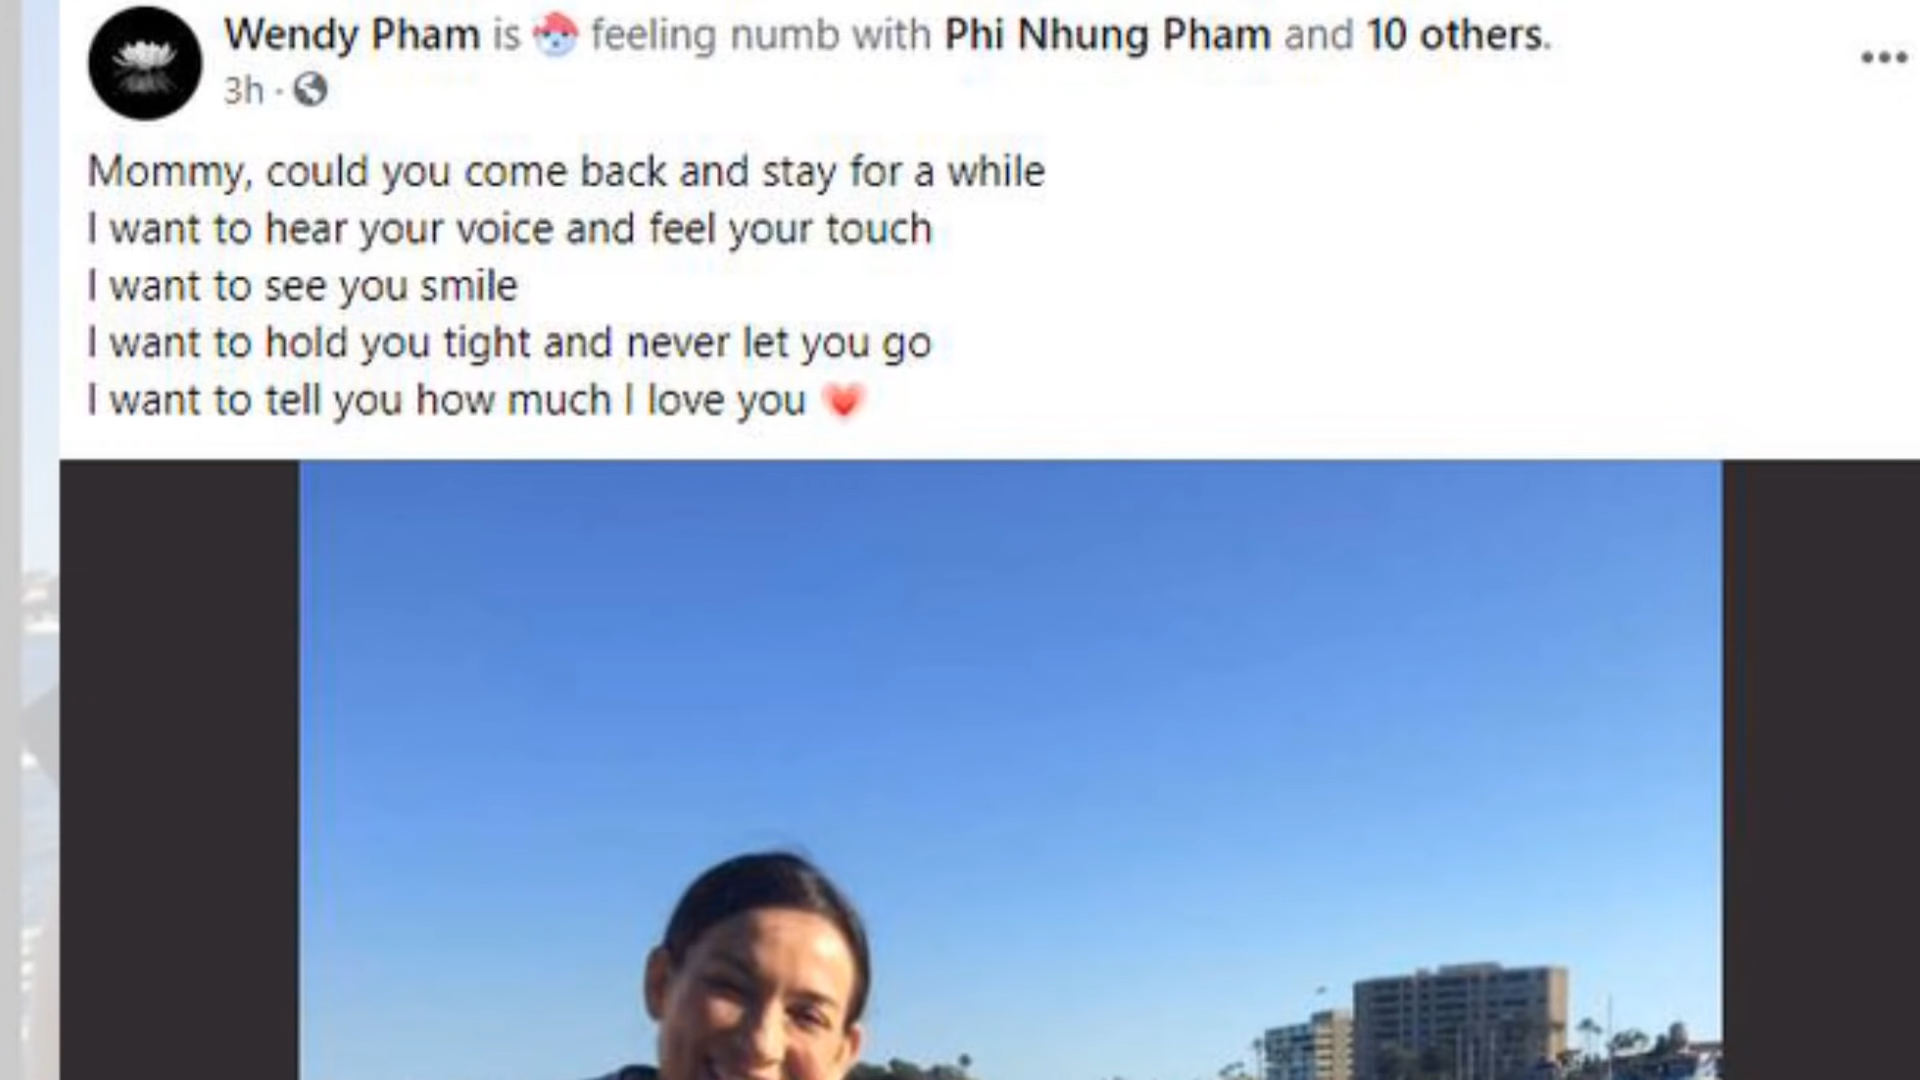 Wendy Pham is feeling numb with Phi Nhung Pham and 10 others.
3h ·
Mommy, could you come back and stay for a while
I want to hear your voice and feel your touch
I want to see you smile
I want to hold you tight and never let you go
I want to tell you how much I love you